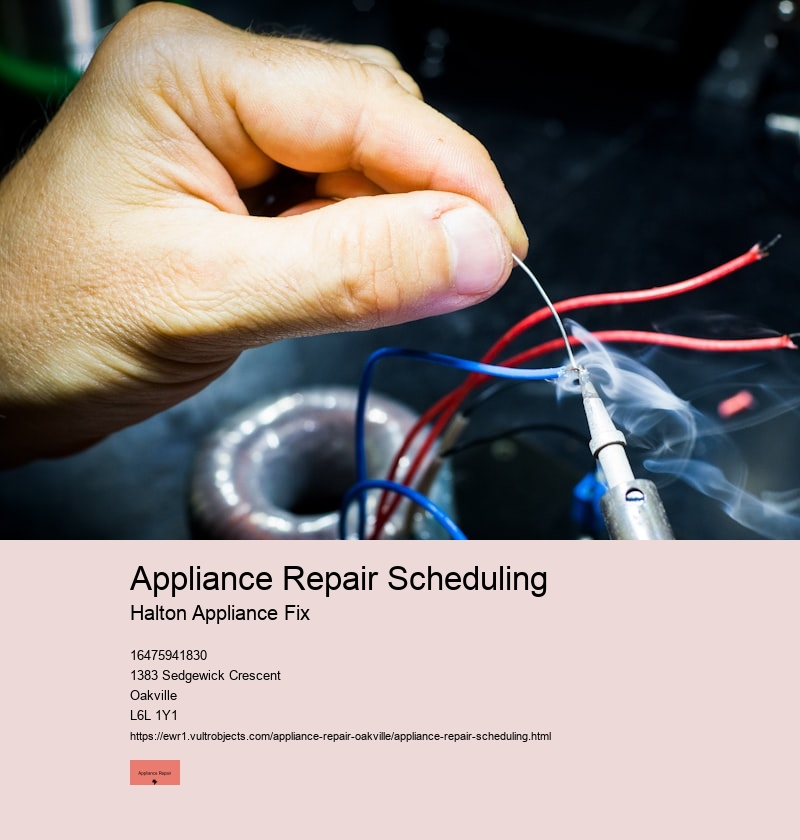 Appliance Repair Scheduling
Halton Appliance Fix
16475941830
1383 Sedgewick Crescent
Oakville
L6L 1Y1
https://ewr1.vultrobjects.com/appliance-repair-oakville/appliance-repair-scheduling.html
Appliance Repair